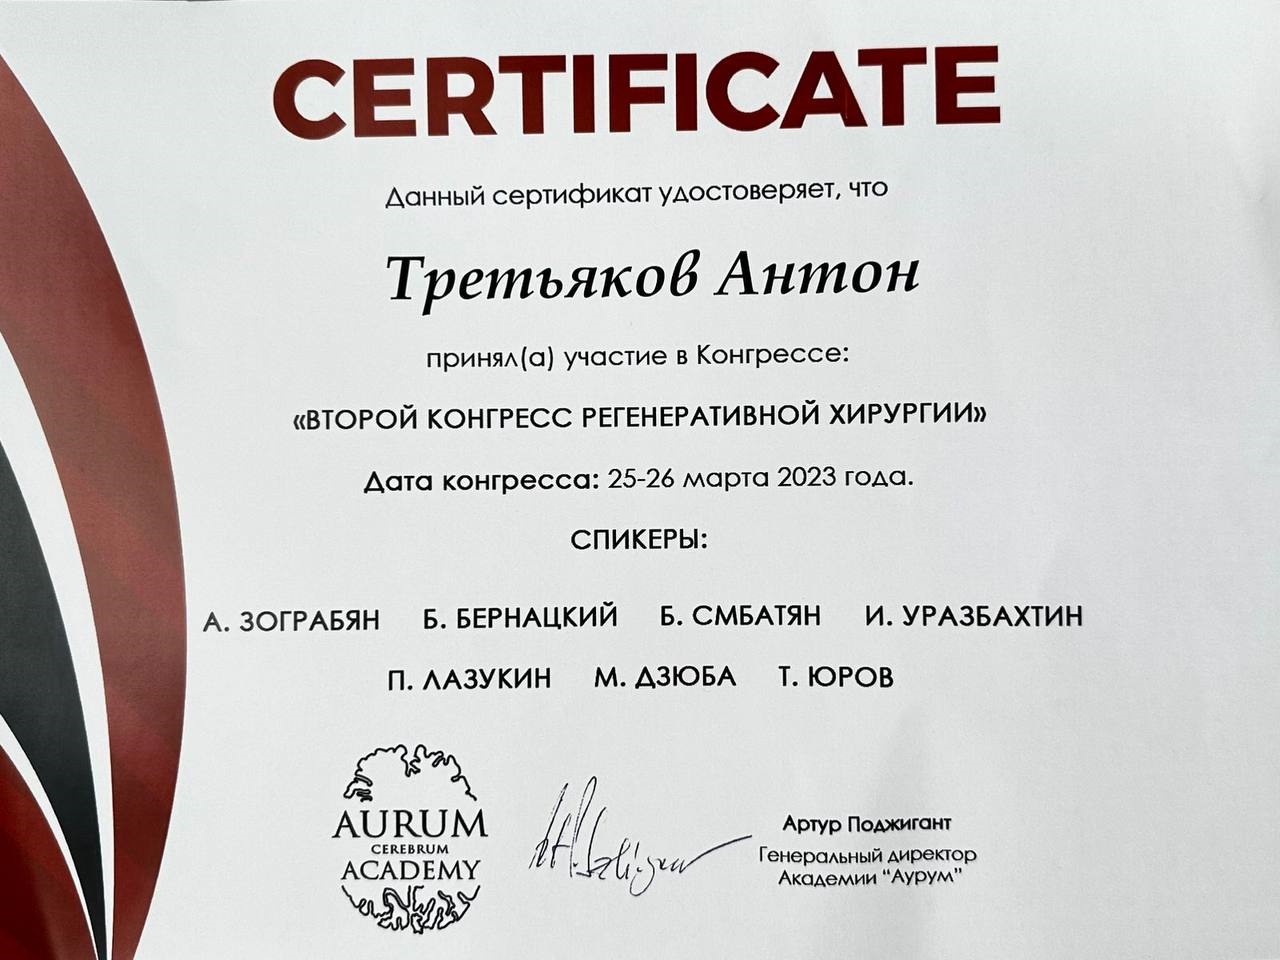 CERTIFICATE
Данный сертификат удостоверяет, что
Третьяков Антон
принял(а) участие в Конгрессе:
«ВТОРОЙ КОНГРЕСС РЕГЕНЕРАТИВНОЙ ХИРУРГИИ»
Дата конгресса: 25-26 марта 2023 года.
СПИКЕРЫ:
А. ЗОГРАБЯН Б. БЕРНАЦКИЙ Б. СМБАТЯН И. УРАЗБАХТИН
П. ЛАЗУКИН М. ДЗЮБА Т. ЮРОВ
AURUM
CEREBRUM
ACADEMY
Артур Поджигант
Генеральный директор
Академии “Аурум”